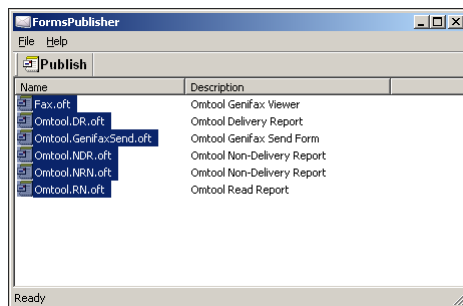 FormsPublisher
File Help
Publish
Name Description
Fax.oft Omtool Genifax Viewer
Omtool.DR.oft Omtool Delivery Report
Omtool.GenifaxSend.oft Omtool Genifax Send Form
Omtool.NDR.oft Omtool Non-Delivery Report
Omtool.NRN.oft Omtool Non-Delivery Report
Omtool.RN.oft Omtool Read Report
Ready